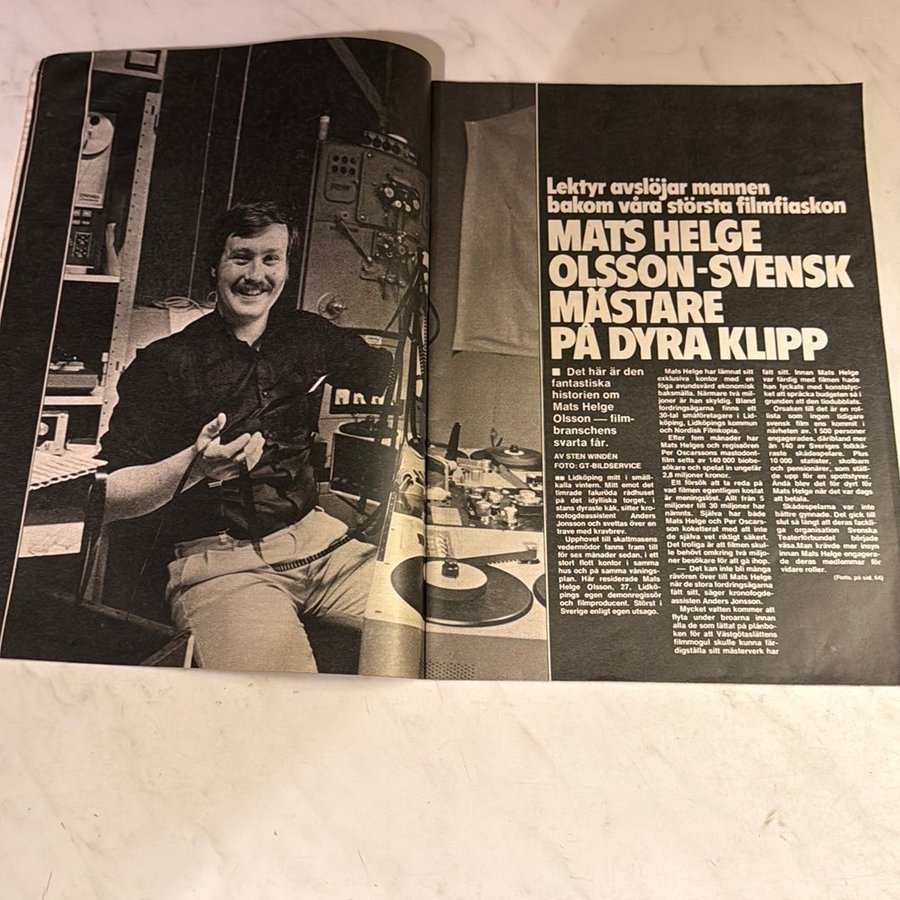 Lektyr avslöjar mannen
bakom våra största filmfiaskon
MATS HELGE
OLSSON-SVENSK
MÄSTARE
PÅ DYRA KLIPP
■ Det här är den
fantastiska
historien om
Mats Helge
Olsson — film-
branschens
svarta får.
AV STEN WINDÉN
FOTO: GT-BILDSERVICE
■■ Lidköping mitt i småll-
kalla vintern. Mitt emot det
timrade faluröda rådhuset
på det idylliska torget, i
stans dyraste kåk, sitter kro-
nofogdeassistent Anders
Jonsson och svettas över en
trave med kravbrev.
Upphovet till skattmasens
vedermödor fanns fram till
för sex månader sedan, i ett
stort flott kontor i samma
hus och på samma vånings-
plan. Här residerade Mats
Helge Olsson, 27. Lidkö-
pings egen demonregissör
och filmproducent. Störst i
Sverige enligt egen utsago.
Mats Helge har lämnat sitt
exklusiva kontor med en
föga avundsvärd ekonomisk
baksmälla. Närmare två mil-
joner är han skyldig. Bland
fordringsägarna finns ett
30-tal småföretagare i Lid-
köping, Lidköpings kommun
och Nordisk Filmkopia.
Efter fem månader har
Mats Helges och regissören
Per Oscarssons mastodont-
film setts av 140 000 biobe-
sökare och spelat in ungefär
2,8 miljoner kronor.
Ett försök att ta reda på
vad filmen egentligen kostat
är meningslöst. Allt från 5
miljoner till 30 miljoner har
nämnts. Själva har både
Mats Helge och Per Oscars-
son koketterat med att inte
de själva vet riktigt säkert.
Det troliga är att filmen skul-
le behövt omkring två miljo-
ner besökare för att gå ihop.
— Det kan inte bli många
rävören över till Mats Helge
när de stora fordringsägarna
fått sitt, säger kronofogde-
assisten Anders Jonsson.
Mycket vatten kommer att
flyta under broarna innan
alla de som lättat på plånbo-
ken för att Västgötaslättens
filmmogul skulle kunna fär-
digställa sitt mästerverk har
fått sitt. Innan Mats Helge
var färdig med filmen hade
han lyckats med konststyc-
ket att spräcka budgeten så i
grunden att den tiodubblats.
Orsaken till det är en rol-
lista som ingen tidigare
svensk film ens kommit i
närheten av. 1 500 personer
engagerades, däribland mer
än 140 av Sveriges folkkä-
raste skådespelare. Plus
10 000 statister, skolbarn
och pensionärer, som ställ-
de upp för en spottstyver.
Ändå blev det för dyrt för
Mats Helge när det var dags
att betala.
Skådespelarna var inte
bättre gynnade. Det gick till
slut så långt att deras fackli-
ga organisation Svenska
Teaterförbundet började
väsa.Man krävde mer insyn
innan Mats Helge engagera-
de deras medlemmar för
vidare roller.
(Forts. på sid. 64)